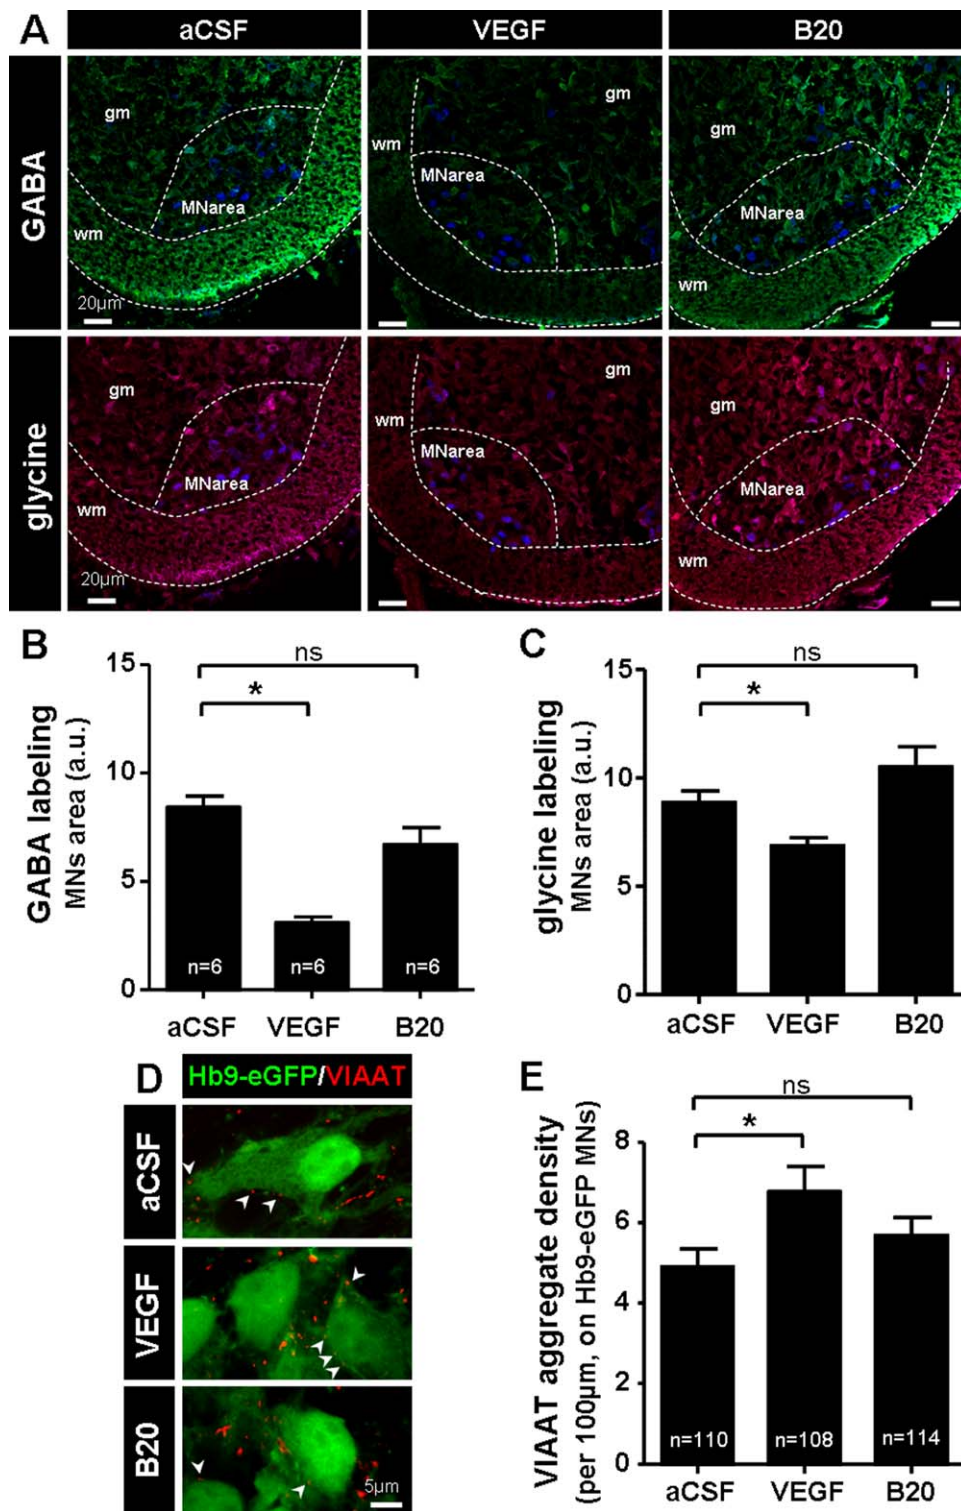 A
aCSF
VEGF
B20
GABA
gm
MNarea
wm
20µm
gm
wm
MNarea
gm
MNarea
wm
glycine
gm
MNarea
wm
20µm
gm
wm
MNarea
gm
MNarea
wm
B
GABA labeling
MNs area (a.u.)
15
10
5
0
ns
*
n=6
n=6
n=6
aCSF
VEGF
B20
C
glycine labeling
MNs area (a.u.)
15
10
5
0
ns
*
aCSF
VEGF
B20
D
Hb9-eGFP/VIAAT
aCSF
VEGF
B20
5µm
E
VIAAT aggregate density
(per 100µm, on Hb9-eGFP MNs)
8
6
4
2
0
ns
*
n=110
n=108
n=114
aCSF
VEGF
B20